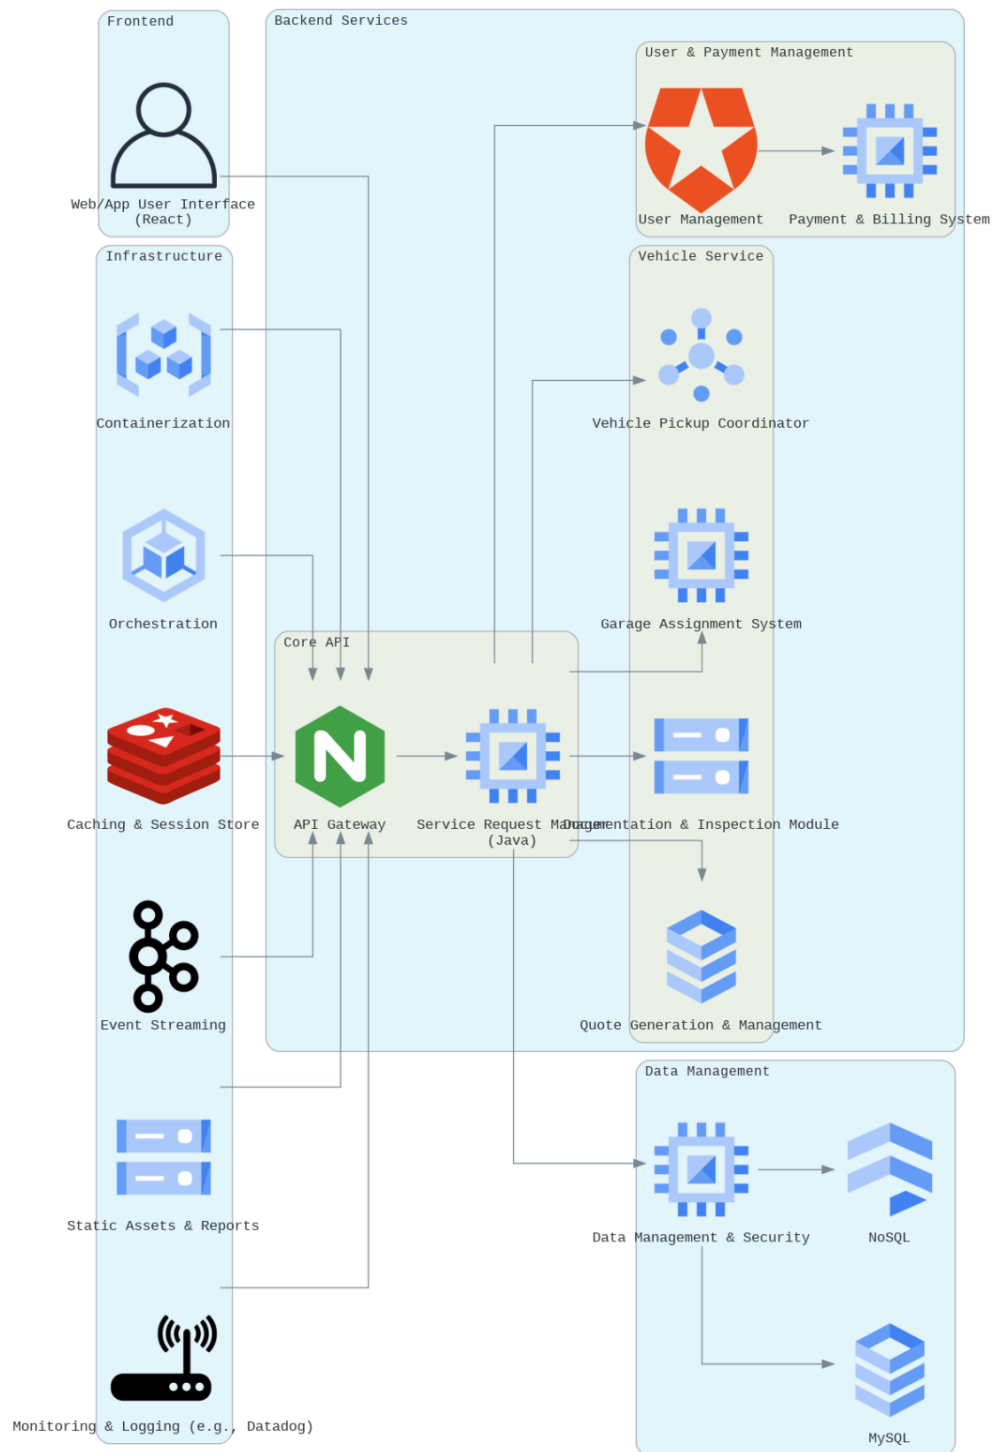 Frontend
Web/App User Interface
(React)
Infrastructure
Containerization
Orchestration
Caching & Session Store
Event Streaming
Static Assets & Reports
Monitoring & Logging (e.g., Datadog)
Backend Services
Core API
N
API Gateway
Service Request Manager
(Java)
User & Payment Management
User Management
Payment & Billing System
Vehicle Service
Vehicle Pickup Coordinator
Garage Assignment System
Documentation & Inspection Module
Quote Generation & Management
Data Management
Data Management & Security
NoSQL
MySQL